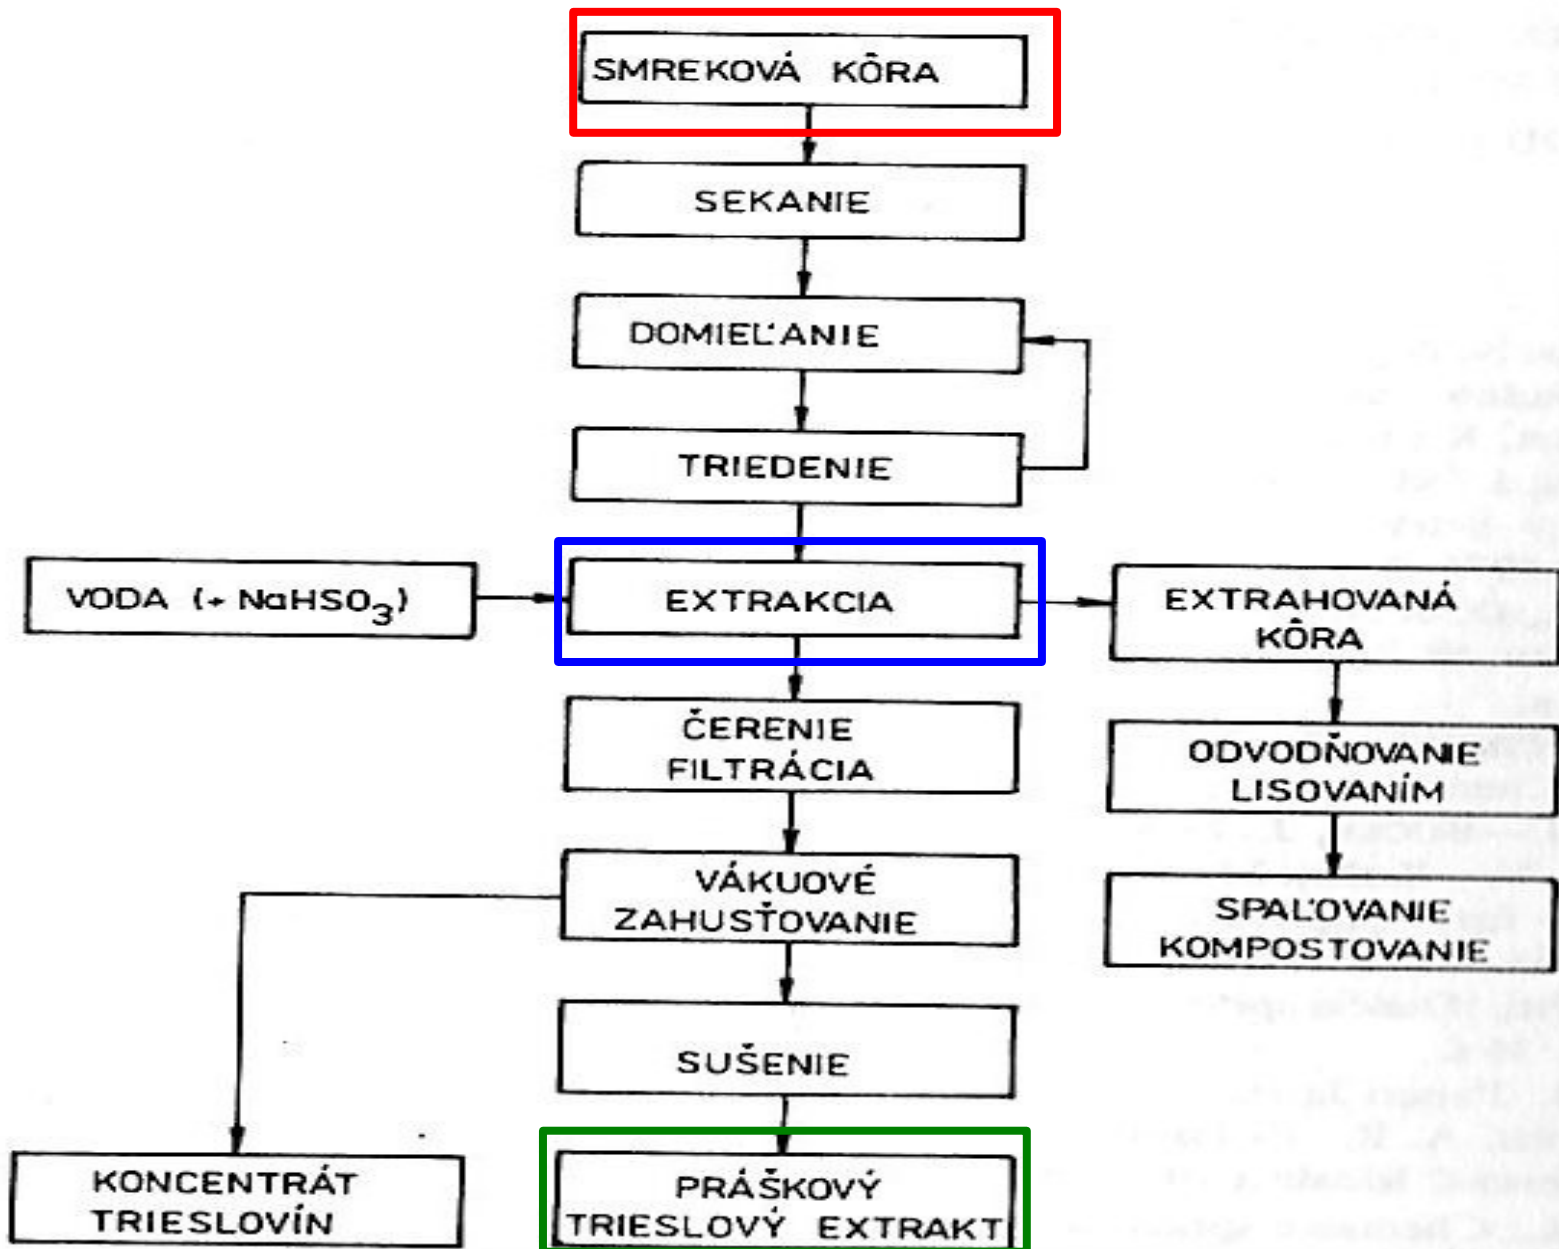 SMREKOVÁ KÔRA
SEKANIE
DOMIEĽANIE
TRIEDENIE
VODA (+ NaHSO₃)
EXTRAKCIA
EXTRAHOVANÁ
KÔRA
ČERENIE
FILTRÁCIA
ODVODŇOVANIE
LISOVANÍM
VÁKUOVÉ
ZAHUSŤOVANIE
SPAĽOVANIE
KOMPOSTOVANIE
SUŠENIE
KONCENTRÁT
TRIESLOVÍN
PRÁŠKOVÝ
TRIESLOVÝ EXTRAKT